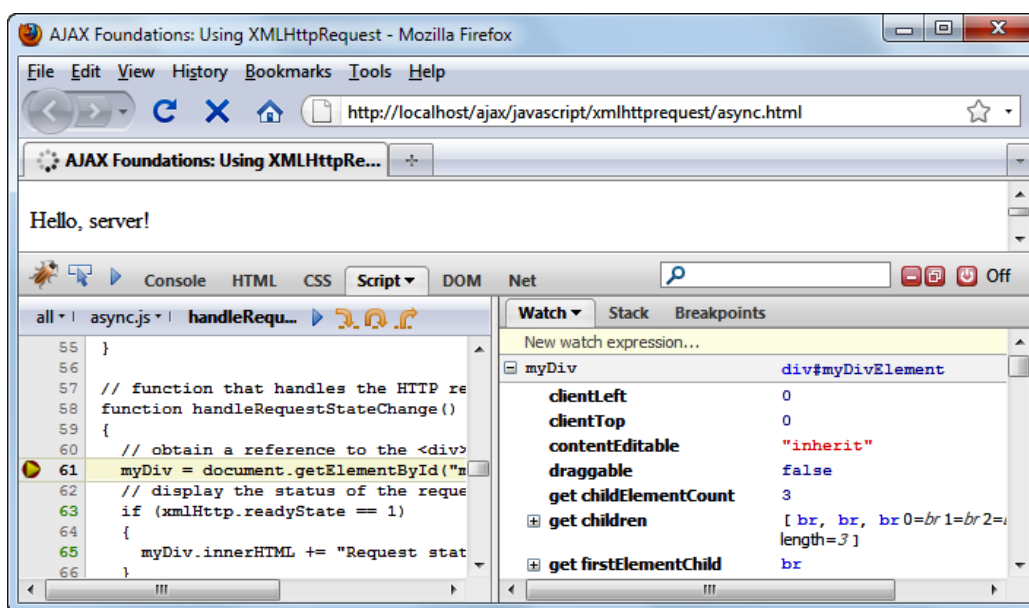 AJAX Foundations: Using XMLHttpRequest - Mozilla Firefox
File Edit View History Bookmarks Tools Help
http://localhost/ajax/javascript/xmlhttprequest/async.html
AJAX Foundations: Using XMLHttpRe...
Hello, server!
Console HTML CSS Script DOM Net Off
all async.js handleRequ...
55 }
56
57 // function that handles the HTTP re
58 function handleRequestStateChange()
59 {
60 // obtain a reference to the <div>
61 myDiv = document.getElementById("m
62 // display the status of the reque
63 if (xmlHttp.readyState == 1)
64 {
65 myDiv.innerHTML += "Request stat
66 }
Watch Stack Breakpoints
New watch expression...
myDiv div#myDivElement
clientLeft 0
clientTop 0
contentEditable "inherit"
draggable false
get childElementCount 3
get children [ br, br, br 0=br 1=br 2=
length=3 ]
get firstElementChild br